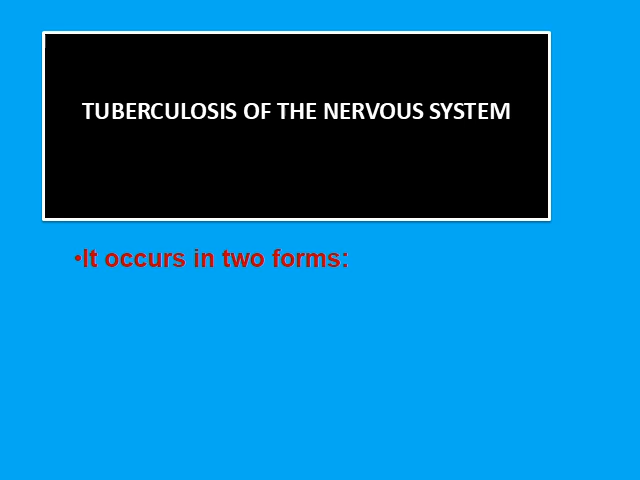 TUBERCULOSIS OF THE NERVOUS SYSTEM
•It occurs in two forms: